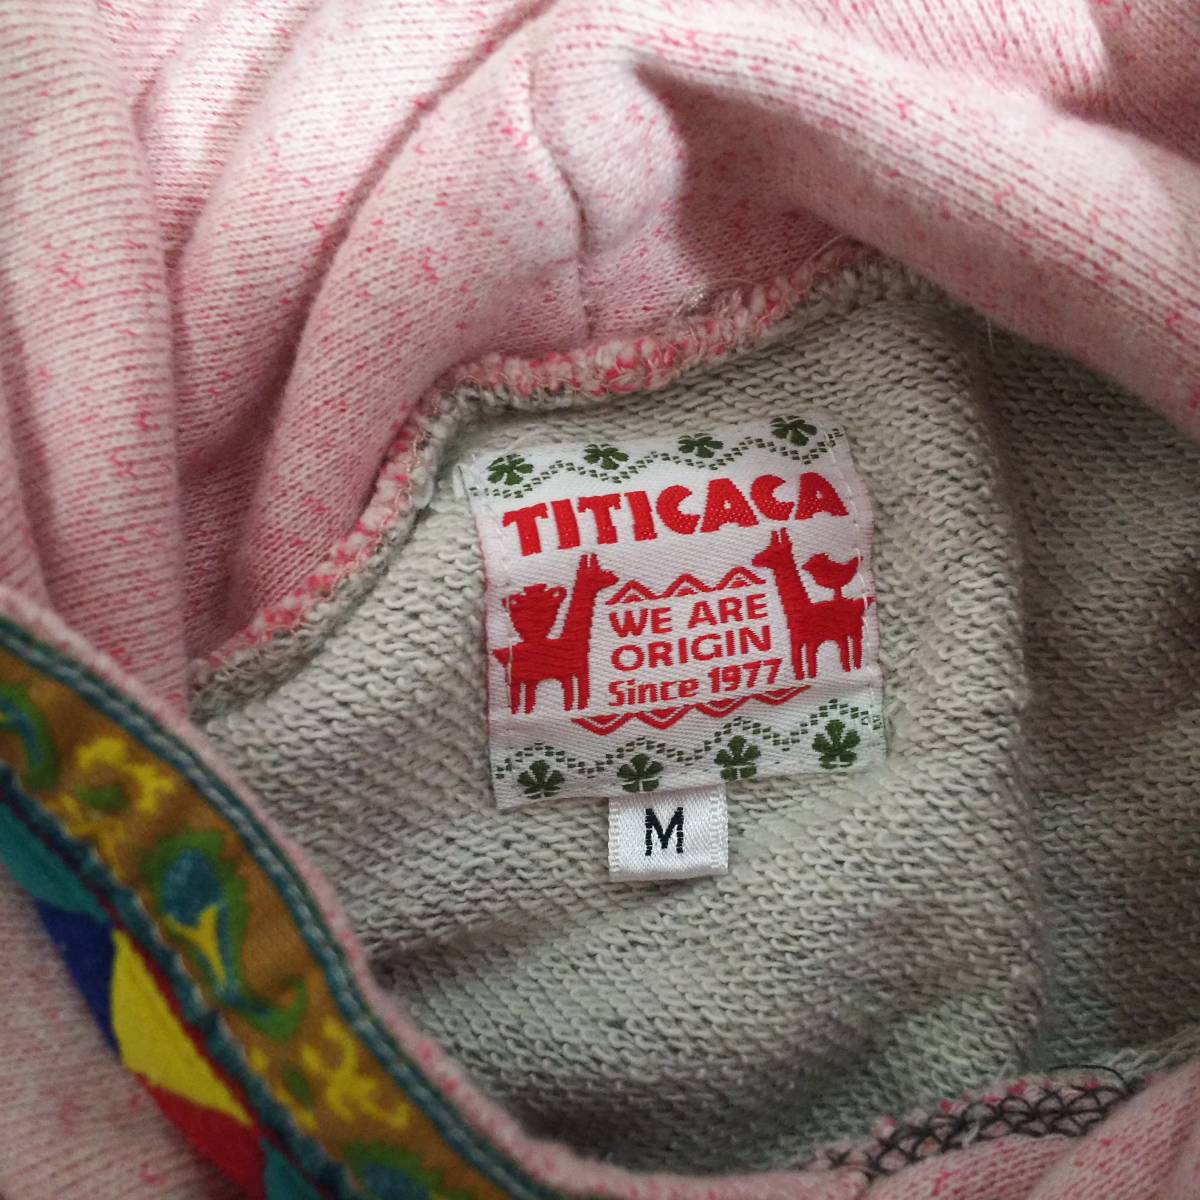 TITICACA
WE ARE
ORIGIN
Since 1977
M